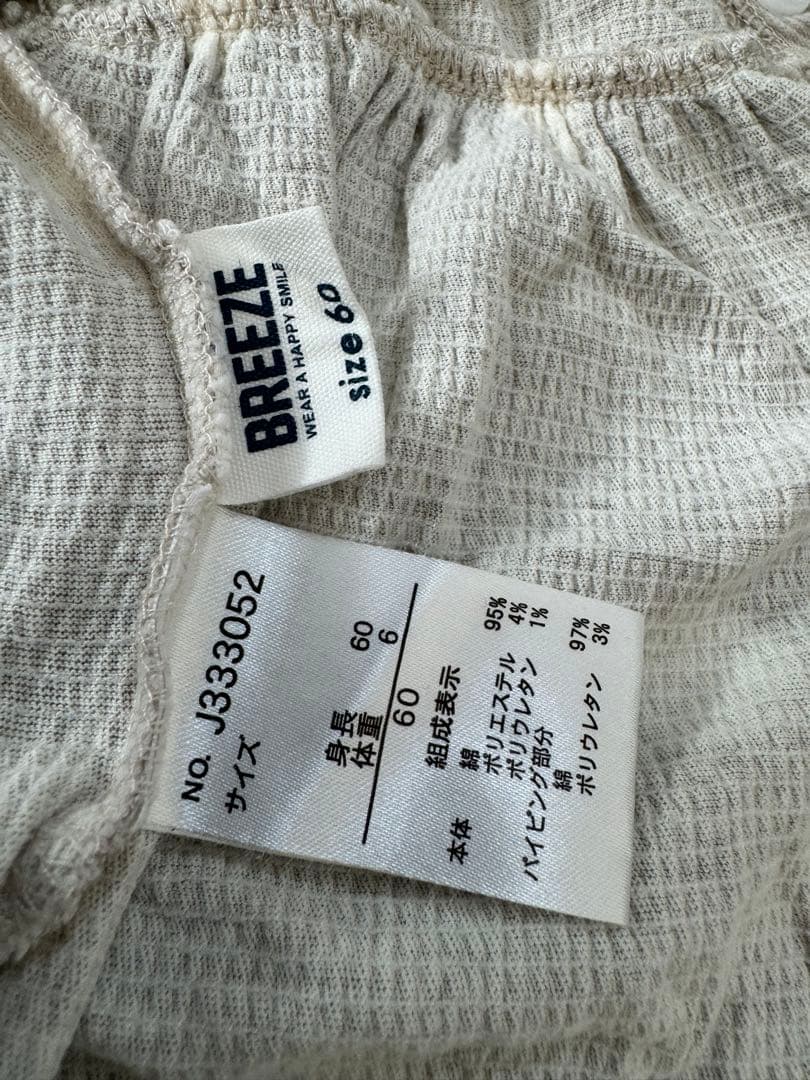 BREEZE
WEAR A HAPPY SMILE
size 60
NO. J333052
サイズ
身長 60
体重 6
60
組成表示
本体 綿 95%
ポリエステル 4%
ポリウレタン 1%
パイピング部分
綿 97%
ポリウレタン 3%